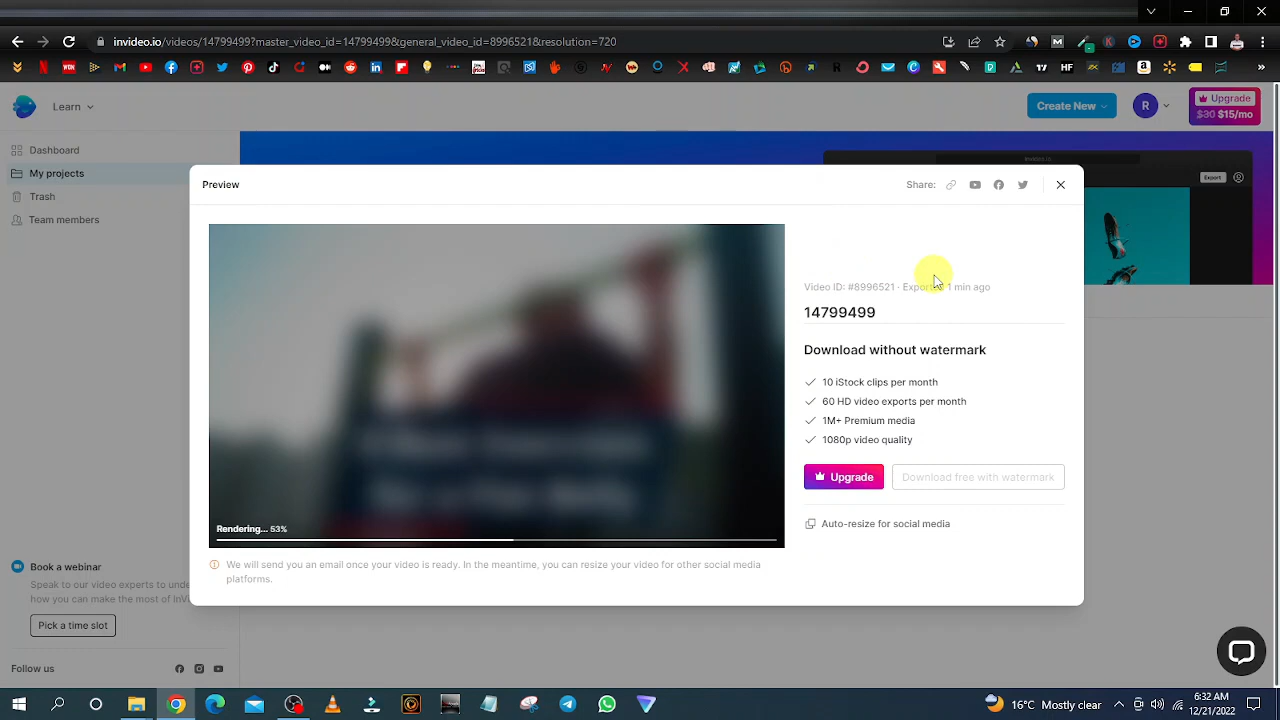 invideo.io/videos/14799499?master_video_id=14799499&general_video_id=8996521&resolution=720
Learn
Create New
R
Upgrade
$30 $15/mo
Dashboard
My projects
Trash
Team members
Export
Preview
Share:
Video ID: #8996521 · Exported 1 min ago
14799499
Download without watermark
10 iStock clips per month
60 HD video exports per month
1M+ Premium media
1080p video quality
Upgrade
Download free with watermark
Auto-resize for social media
Rendering... 53%
We will send you an email once your video is ready. In the meantime, you can resize your video for other social media
platforms.
Book a webinar
Speak to our video experts to unde
how you can make the most of InVi
Pick a time slot
Follow us
16°C Mostly clear
6:32 AM
12/21/2022